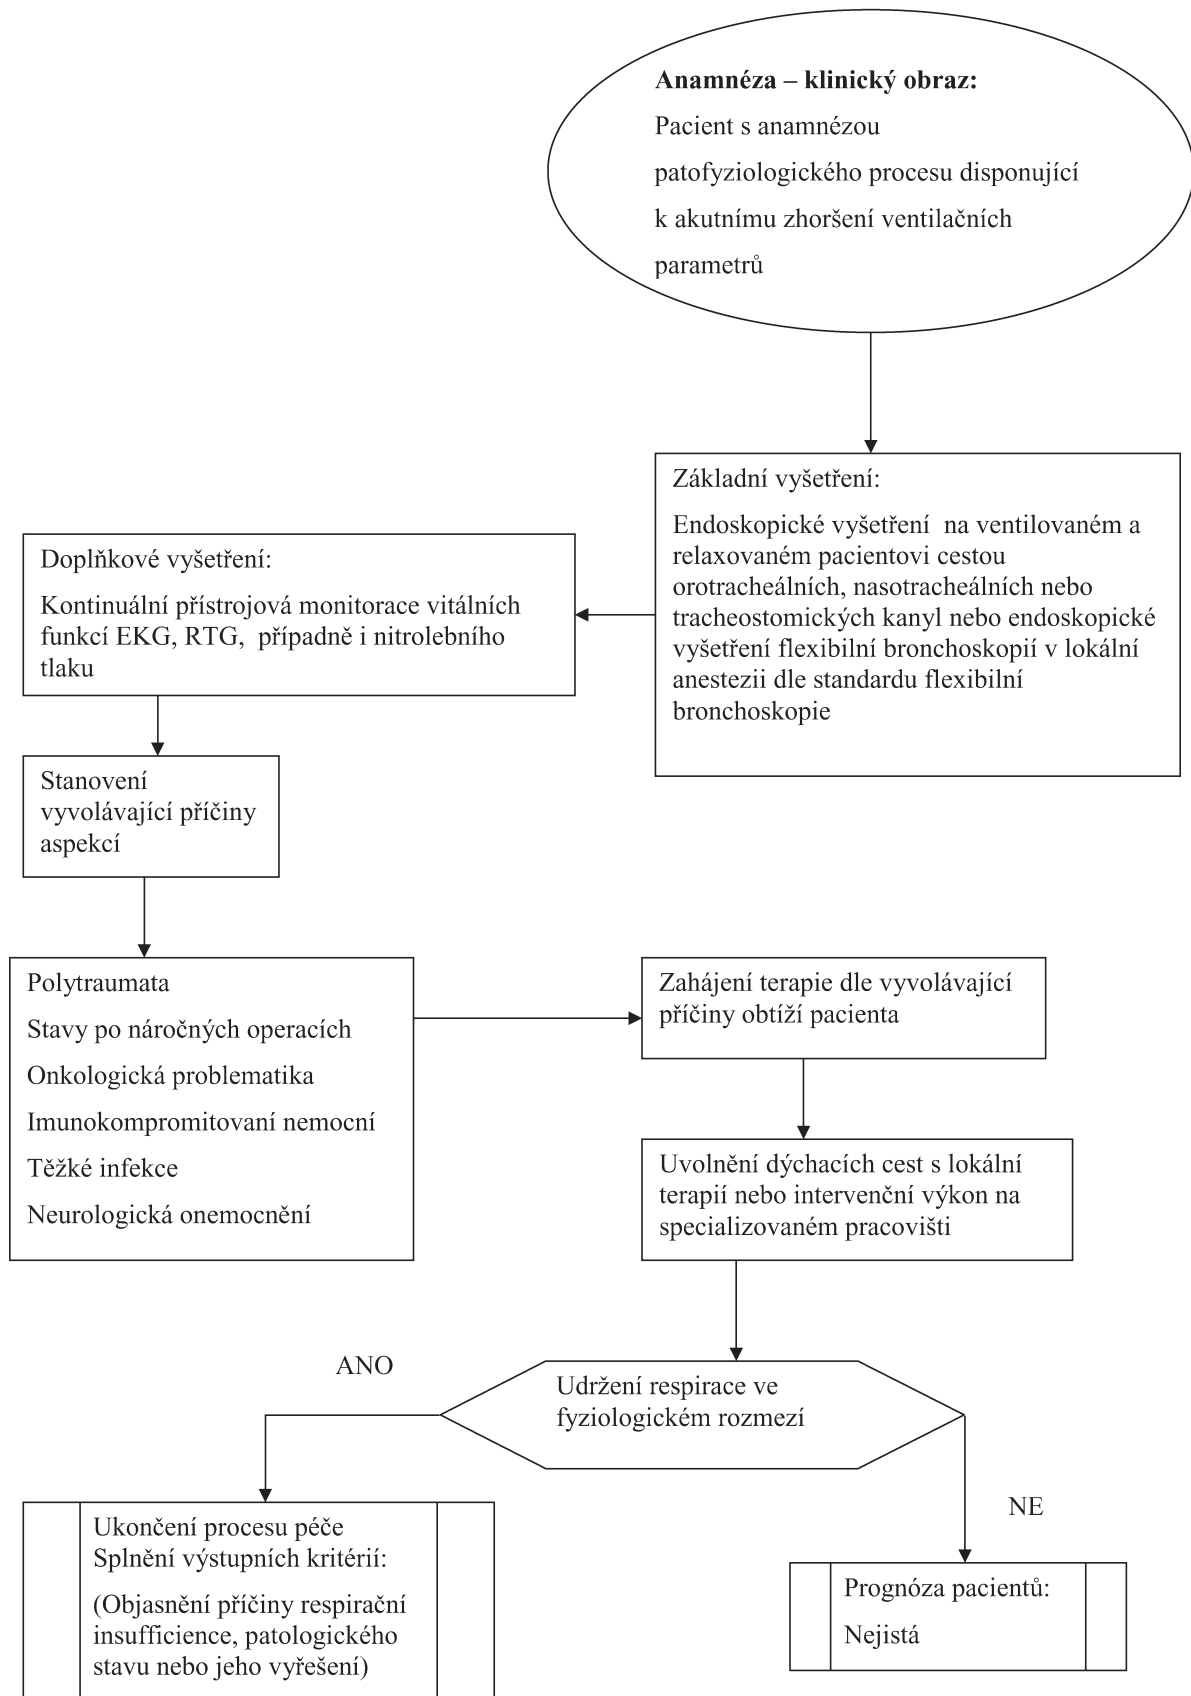 Anamnéza – klinický obraz:
Pacient s anamnézou
patofyziologického procesu disponující
k akutnímu zhoršení ventilačních
parametrů
Základní vyšetření:
Endoskopické vyšetření na ventilovaném a
relaxovaném pacientovi cestou
orotracheálních, nasotracheálních nebo
tracheostomických kanyl nebo endoskopické
vyšetření flexibilní bronchoskopií v lokální
anestezii dle standardu flexibilní
bronchoskopie
Doplňkové vyšetření:
Kontinuální přístrojová monitorace vitálních
funkcí EKG, RTG, případně i nitrolebního
tlaku
Stanovení
vyvolávající příčiny
aspekcí
Polytraumata
Stavy po náročných operacích
Onkologická problematika
Imunokompromitovaní nemocní
Těžké infekce
Neurologická onemocnění
Zahájení terapie dle vyvolávající
příčiny obtíží pacienta
Uvolnění dýchacích cest s lokální
terapií nebo intervenční výkon na
specializovaném pracovišti
Udržení respirace ve
fyziologickém rozmezí
ANO
Ukončení procesu péče
Splnění výstupních kritérií:
(Objasnění příčiny respirační
insufficience, patologického
stavu nebo jeho vyřešení)
NE
Prognóza pacientů:
Nejistá